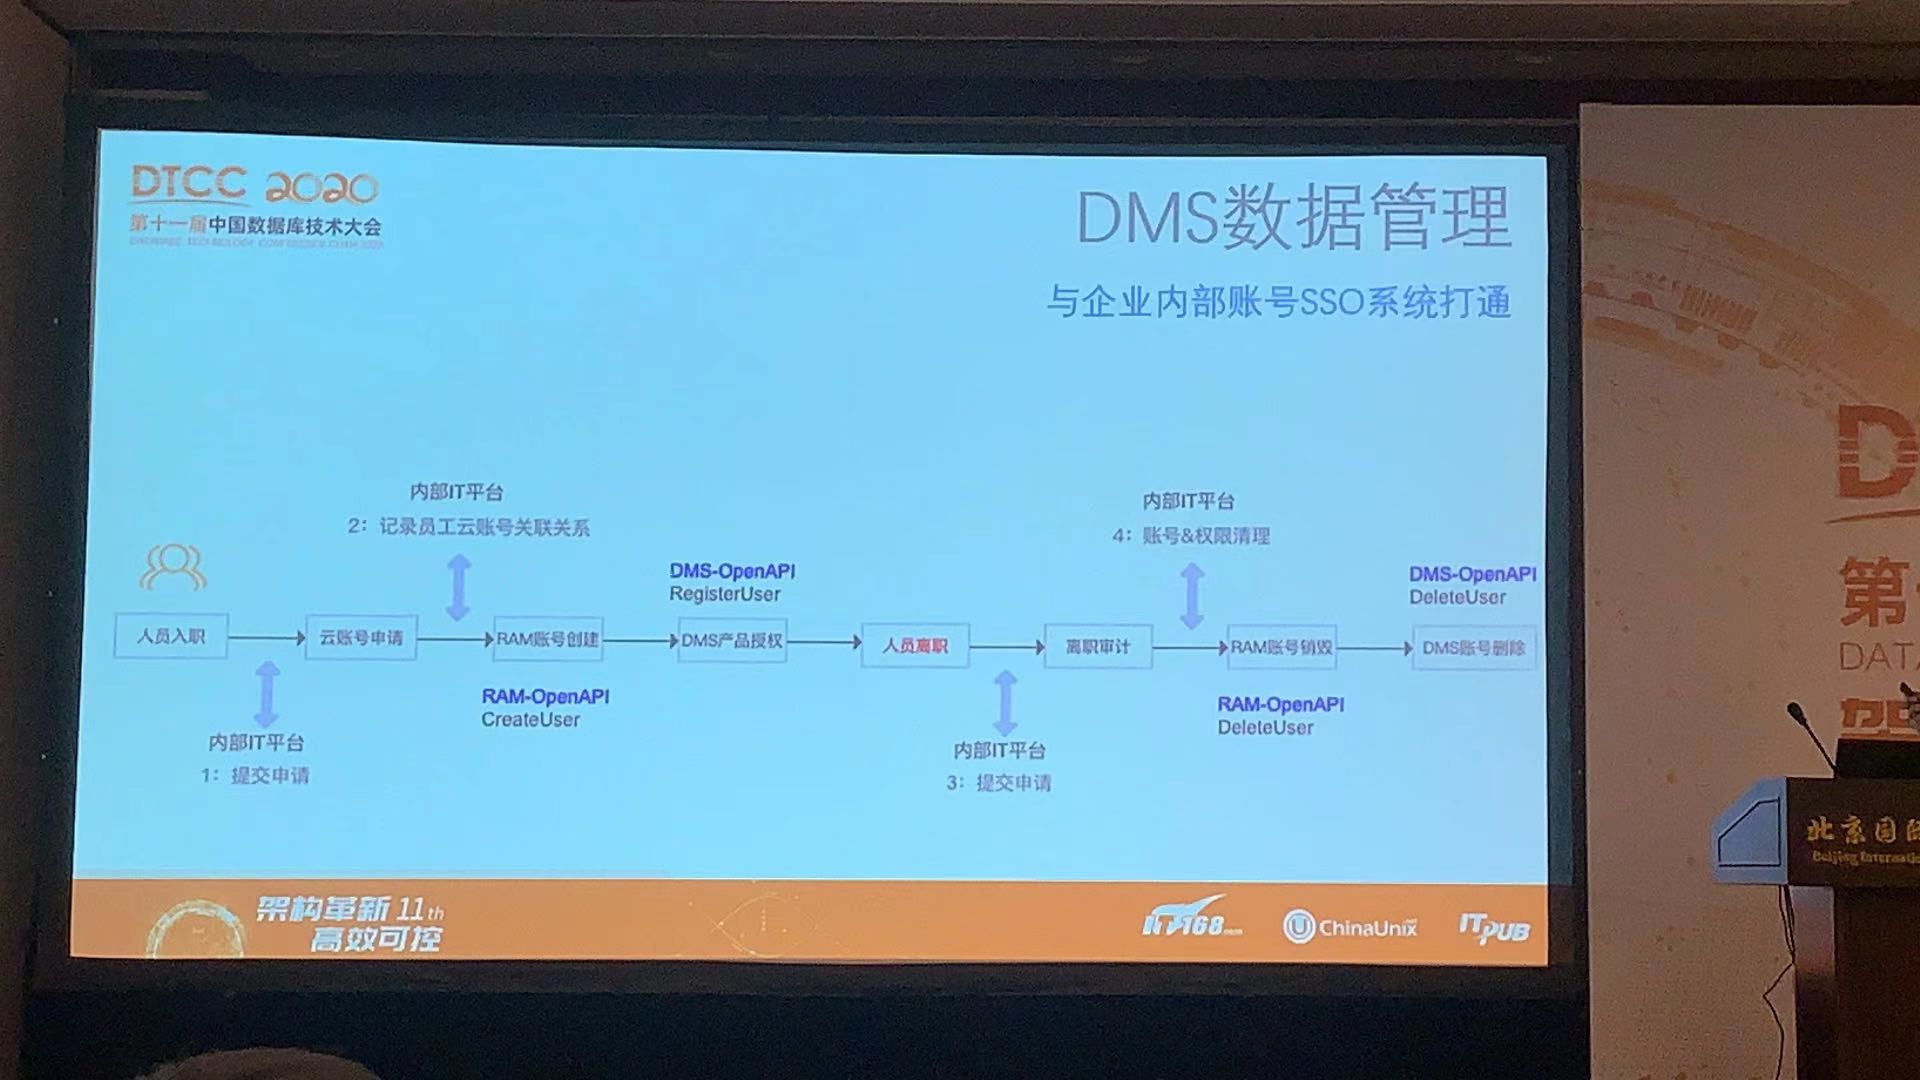 DTCC 2020
第十一届中国数据库技术大会
DMS数据管理
与企业内部账号SSO系统打通
内部IT平台
2：记录员工云账号关联关系
内部IT平台
4：账号&权限清理
DMS-OpenAPI
RegisterUser
DMS-OpenAPI
DeleteUser
人员入职
云账号申请
RAM账号创建
DMS产品授权
人员离职
离职审计
RAM账号销毁
DMS账号删除
RAM-OpenAPI
CreateUser
RAM-OpenAPI
DeleteUser
内部IT平台
1：提交申请
内部IT平台
3：提交申请
架构革新 11th
高效可控
IT168.com
ChinaUnix
ITPUB
D
第
DATA
北京国际
Beijing Internatio